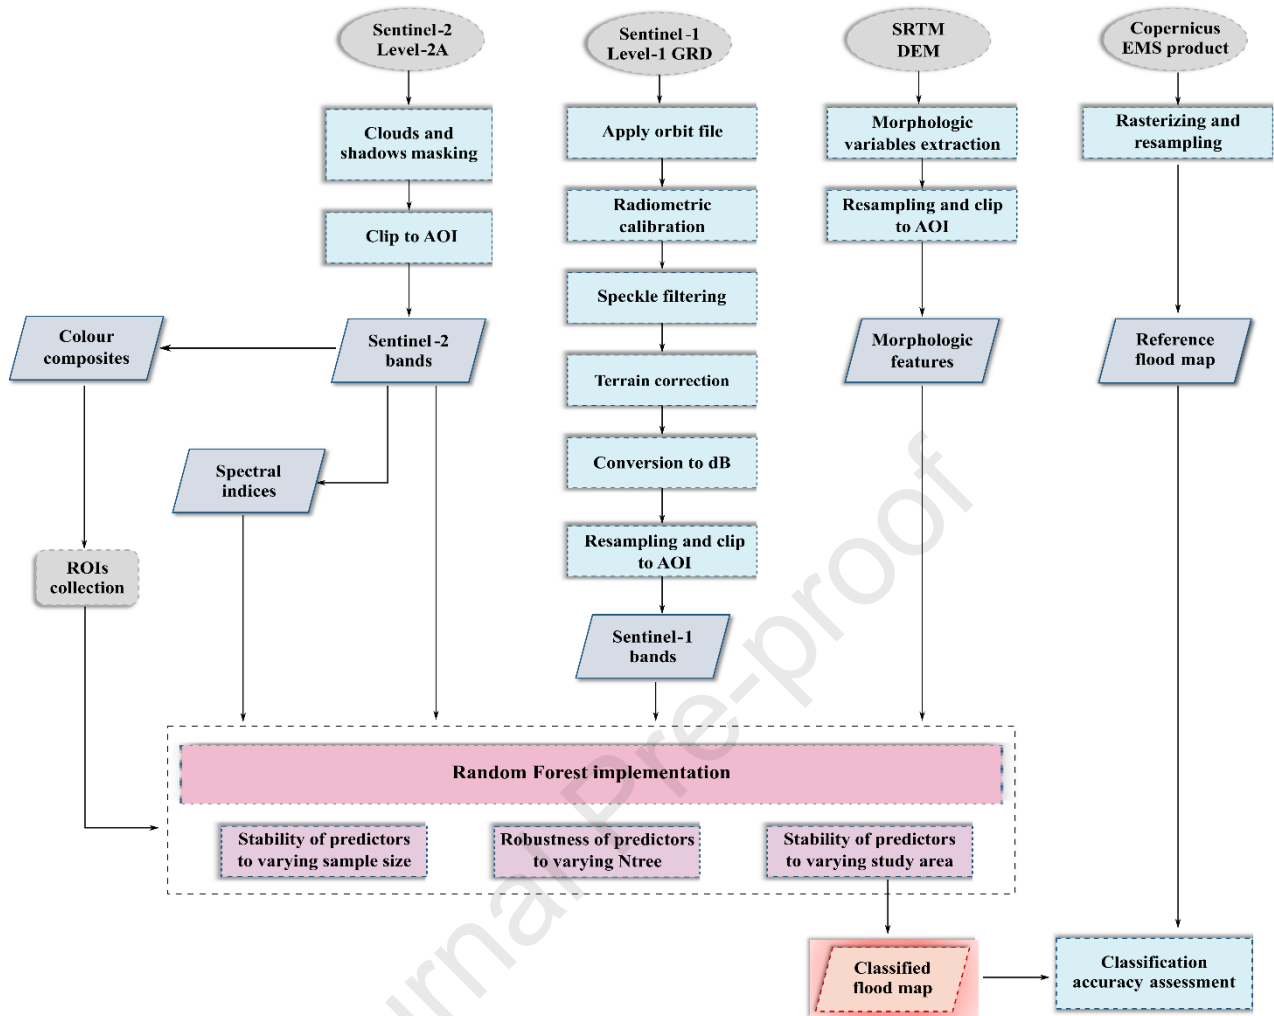 Sentinel-2
Level-2A
Sentinel-1
Level-1 GRD
SRTM
DEM
Copernicus
EMS product
Clouds and
shadows masking
Apply orbit file
Morphologic
variables extraction
Rasterizing and
resampling
Clip to AOI
Radiometric
calibration
Resampling and clip
to AOI
Speckle filtering
Colour
composites
Sentinel-2
bands
Terrain correction
Morphologic
features
Reference
flood map
Spectral
indices
Conversion to dB
ROIs
collection
Resampling and clip
to AOI
Sentinel-1
bands
Random Forest implementation
Stability of predictors
to varying sample size
Robustness of predictors
to varying Ntree
Stability of predictors
to varying study area
Classified
flood map
Classification
accuracy assessment
urnal Pre-proof